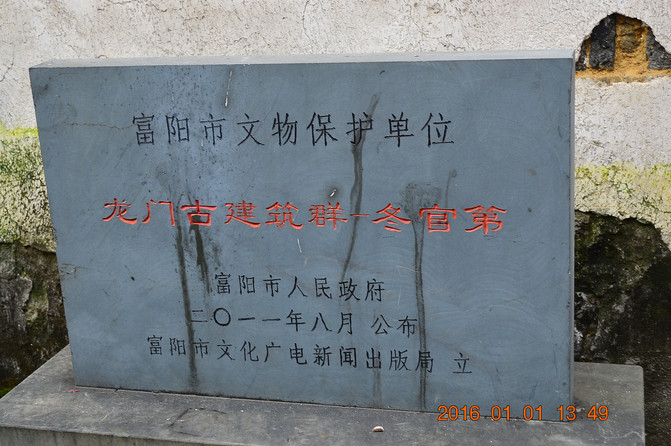 富阳市文物保护单位
龙门古建筑群-冬官第
富阳市人民政府
二〇一一年八月 公布
富阳市文化广电新闻出版局 立
2016.01.01 13:49